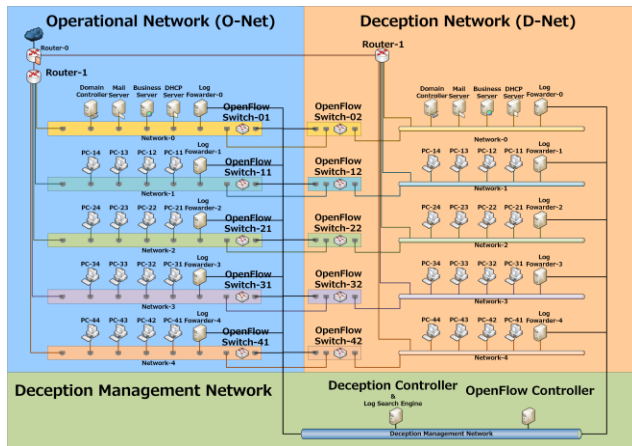 Operational Network (O-Net)
Deception Network (D-Net)
Router-0
Router-1
Router-1
Domain Controller
Mail Server
Business Server
DHCP Server
Log Fowarder-0
OpenFlow Switch-01
OpenFlow Switch-02
Domain Controller
Mail Server
Business Server
DHCP Server
Log Fowarder-0
Network-0
Network-0
PC-14
PC-13
PC-12
PC-11
Log Fowarder-1
OpenFlow Switch-11
OpenFlow Switch-12
PC-14
PC-13
PC-12
PC-11
Log Fowarder-1
Network-1
Network-1
PC-24
PC-23
PC-22
PC-21
Log Fowarder-2
OpenFlow Switch-21
OpenFlow Switch-22
PC-24
PC-23
PC-22
PC-21
Log Fowarder-2
Network-2
Network-2
PC-34
PC-33
PC-32
PC-31
Log Fowarder-3
OpenFlow Switch-31
OpenFlow Switch-32
PC-34
PC-33
PC-32
PC-31
Log Fowarder-3
Network-3
Network-3
PC-44
PC-43
PC-42
PC-41
Log Fowarder-4
OpenFlow Switch-41
OpenFlow Switch-42
PC-44
PC-43
PC-42
PC-41
Log Fowarder-4
Network-4
Network-4
Deception Management Network
Deception Controller
&
Log Search Engine
OpenFlow Controller
Deception Management Network